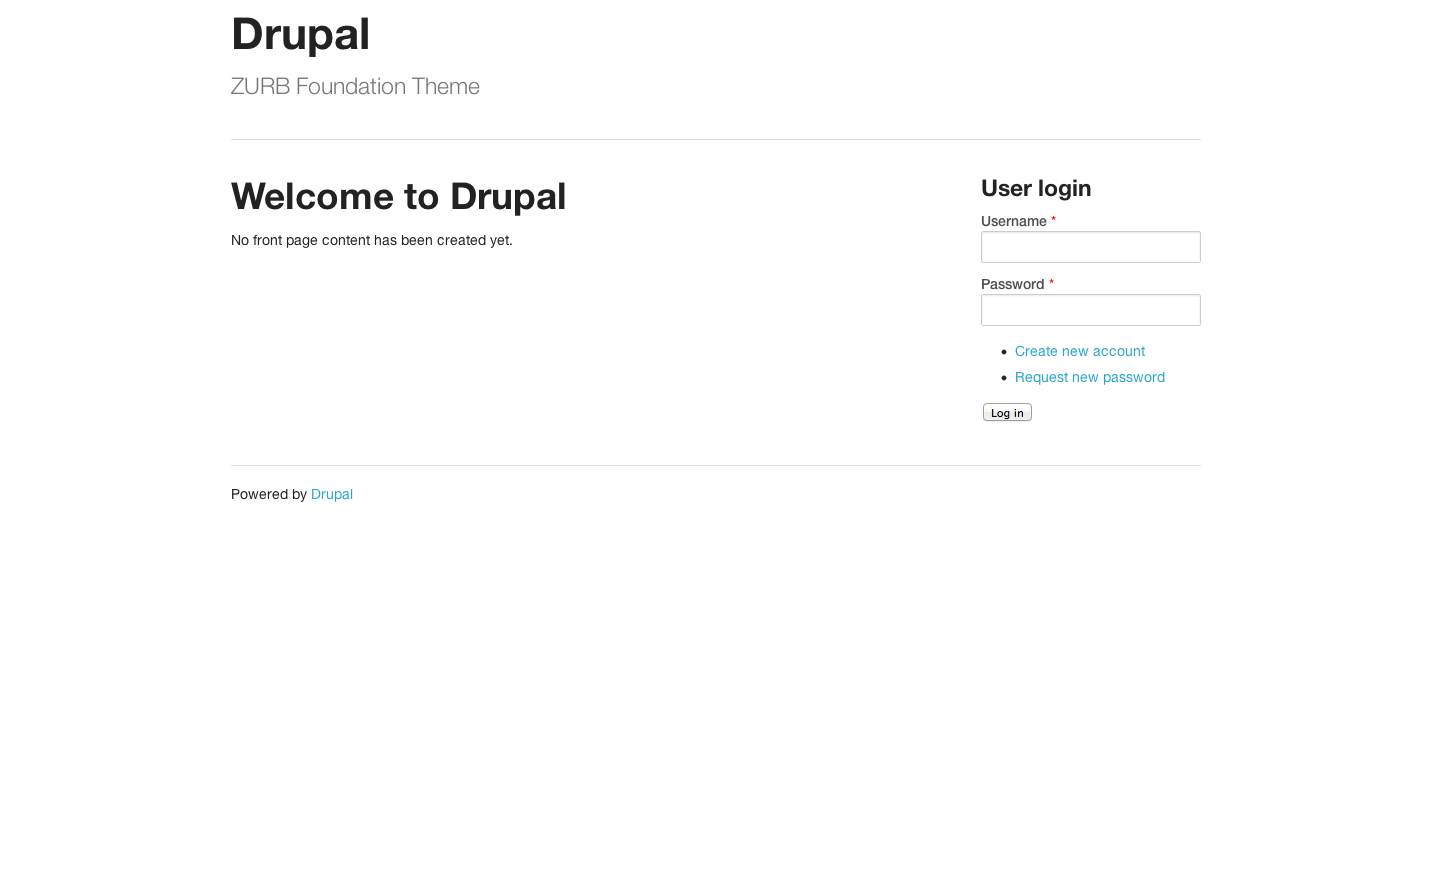 Drupal
ZURB Foundation Theme
Welcome to Drupal
No front page content has been created yet.
User login
Username *
Password *
Create new account
Request new password
Log in
Powered by Drupal